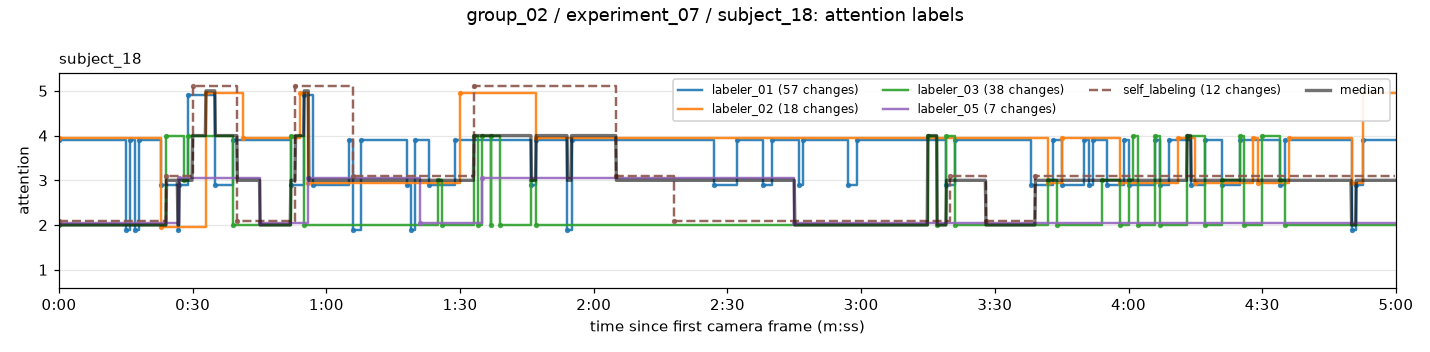 group_02 / experiment_07 / subject_18: attention labels
subject_18
labeler_01 (57 changes)
labeler_02 (18 changes)
labeler_03 (38 changes)
labeler_05 (7 changes)
self_labeling (12 changes)
median
attention
5
4
3
2
1
0:00 0:30 1:00 1:30 2:00 2:30 3:00 3:30 4:00 4:30 5:00
time since first camera frame (m:ss)